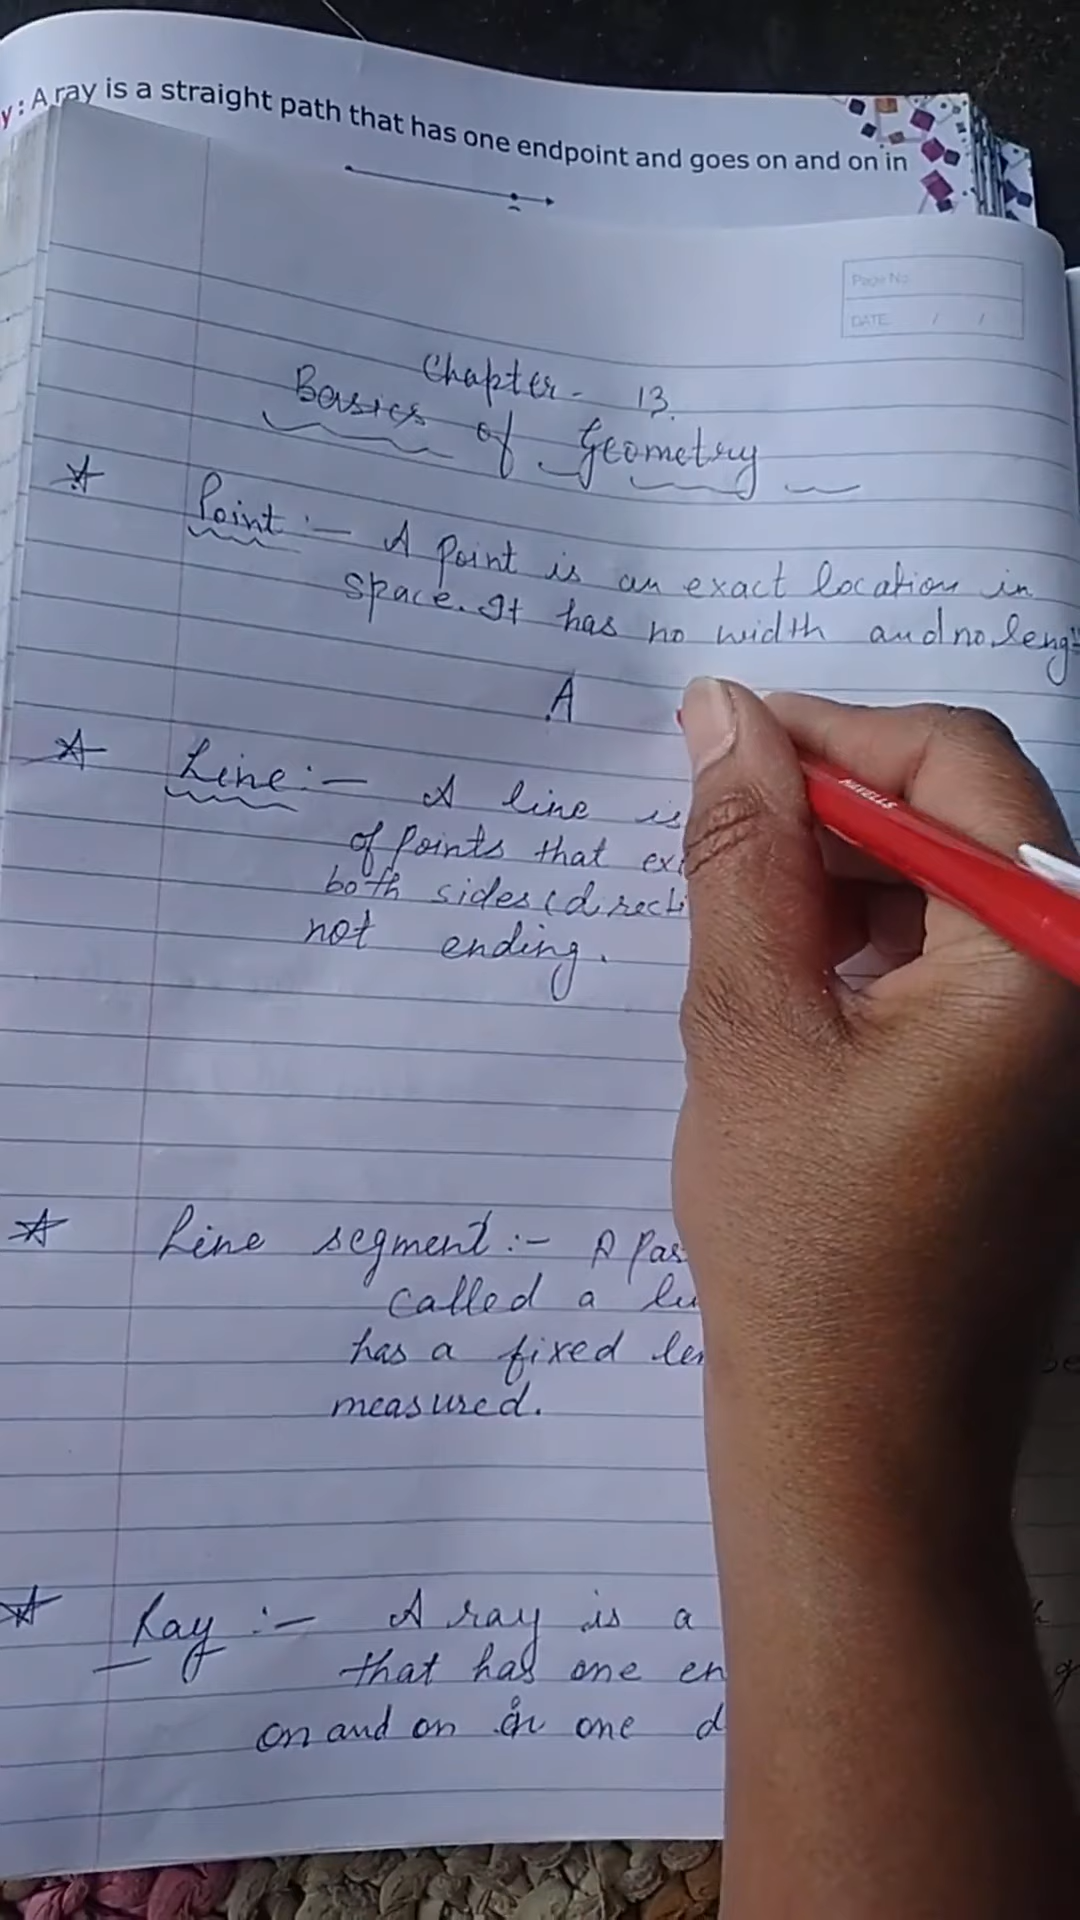 y : A ray is a straight path that has one endpoint and goes on and on in
Page No.
DATE / /
Chapter - 13.
Basics of Geometry
Point :- A point is an exact location in
space. It has no width and no leng
A
Line :- A line is
of points that
both sides (
not ending.
HAVELLS
Line segment :- A
called a
has a fixed
measured.
Ray :- A ray is a
that has one
on and on in one